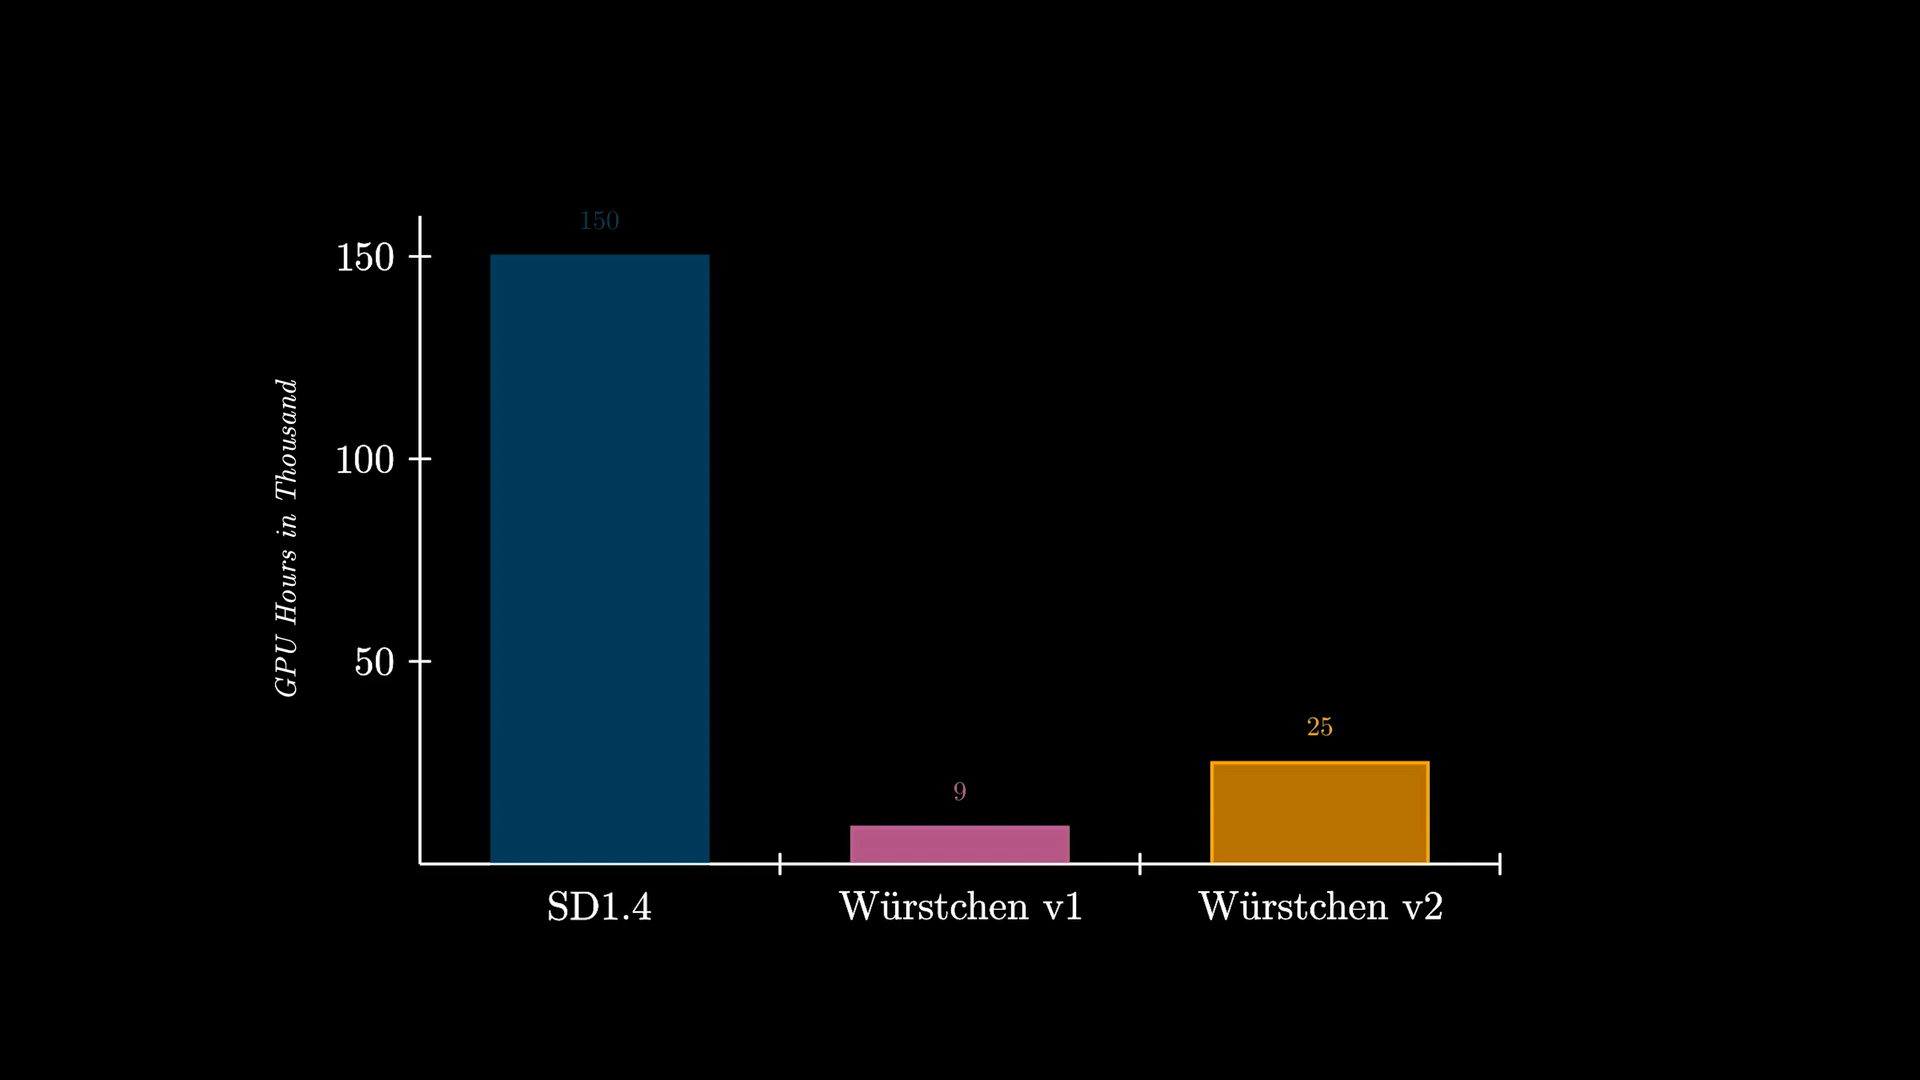 150
150
100
50
GPU Hours in Thousand
9
25
SD1.4
Würstchen v1
Würstchen v2